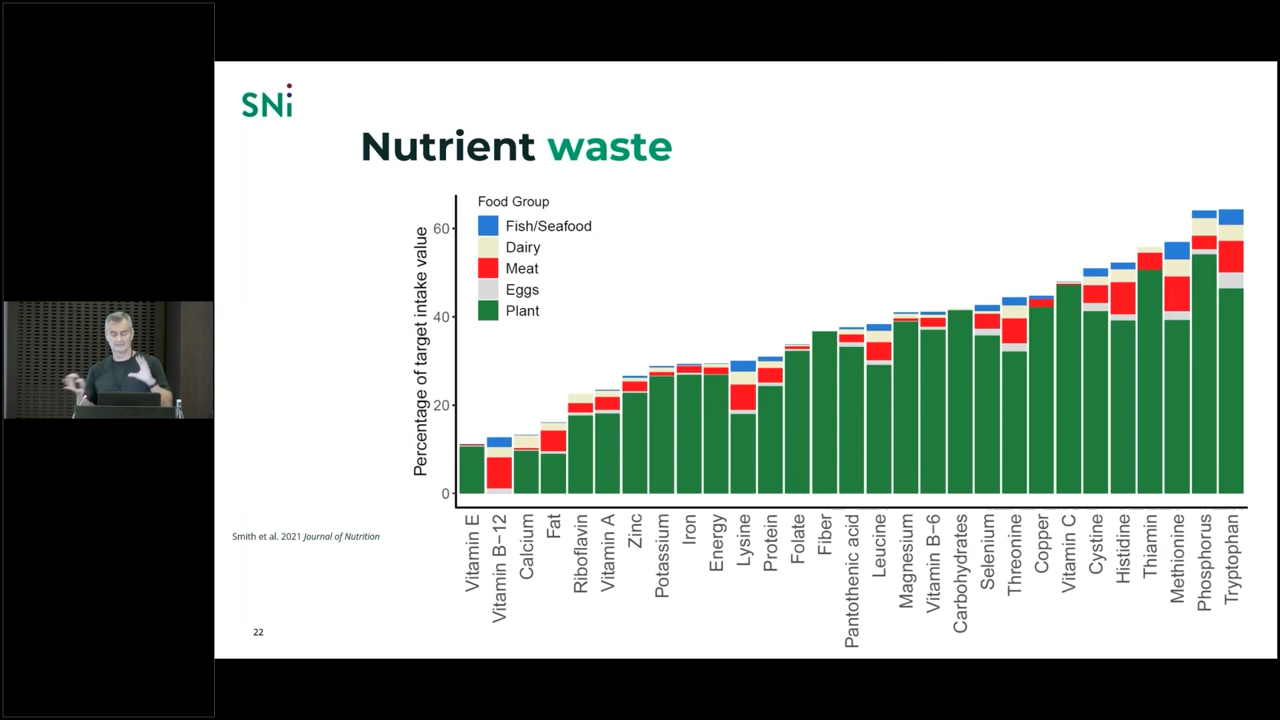 SNi
Nutrient waste
Food Group
Fish/Seafood
Dairy
Meat
Eggs
Plant
Percentage of target intake value
60
40
20
0
Vitamin E
Vitamin B−12
Calcium
Fat
Riboflavin
Vitamin A
Zinc
Potassium
Iron
Energy
Lysine
Protein
Folate
Fiber
Pantothenic acid
Leucine
Magnesium
Vitamin B−6
Carbohydrates
Selenium
Threonine
Copper
Vitamin C
Cystine
Histidine
Thiamin
Methionine
Phosphorus
Tryptophan
Smith et al. 2021 Journal of Nutrition
22